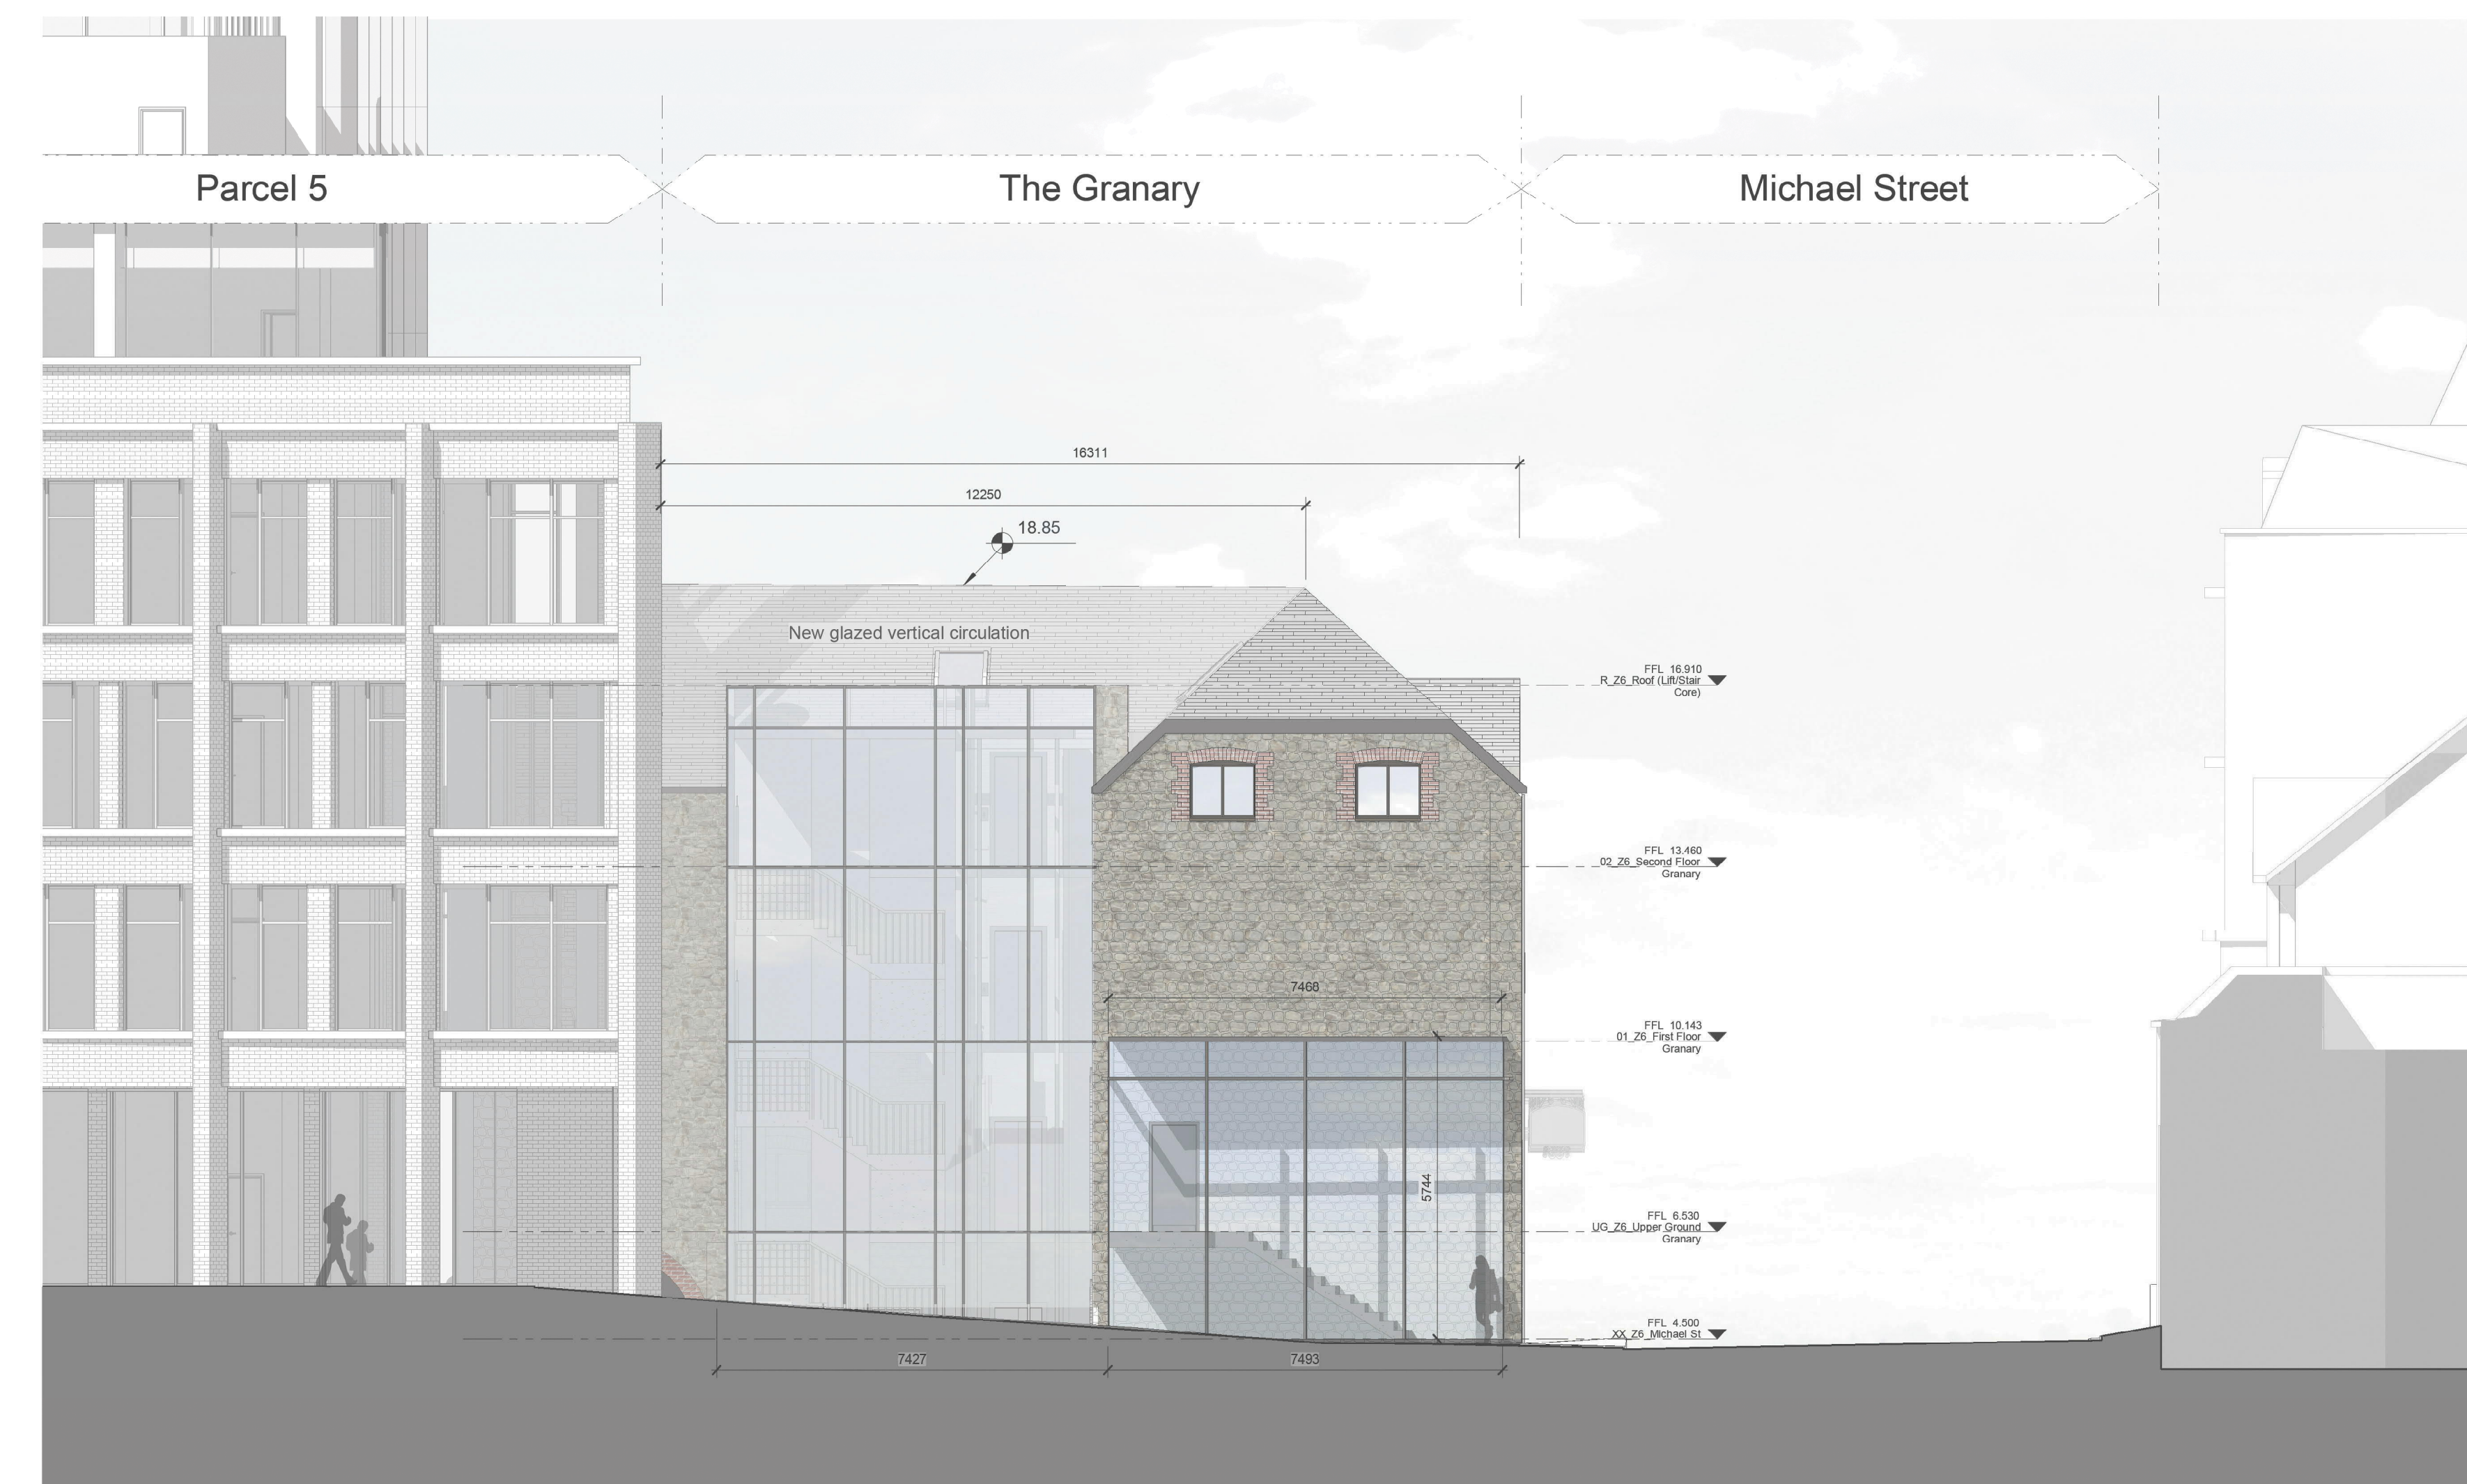 Parcel 5
The Granary
Michael Street
16311
12250
18.85
New glazed vertical circulation
FFL 16.910
R_Z6_Roof (Lift/Stair
Core)
FFL 13.460
02_Z6_Second Floor
Granary
7468
FFL 10.143
01_Z6_First Floor
Granary
5744
FFL 6.530
UG_Z6_Upper Ground
Granary
FFL 4.500
XX_Z6_Michael St
7427
7493